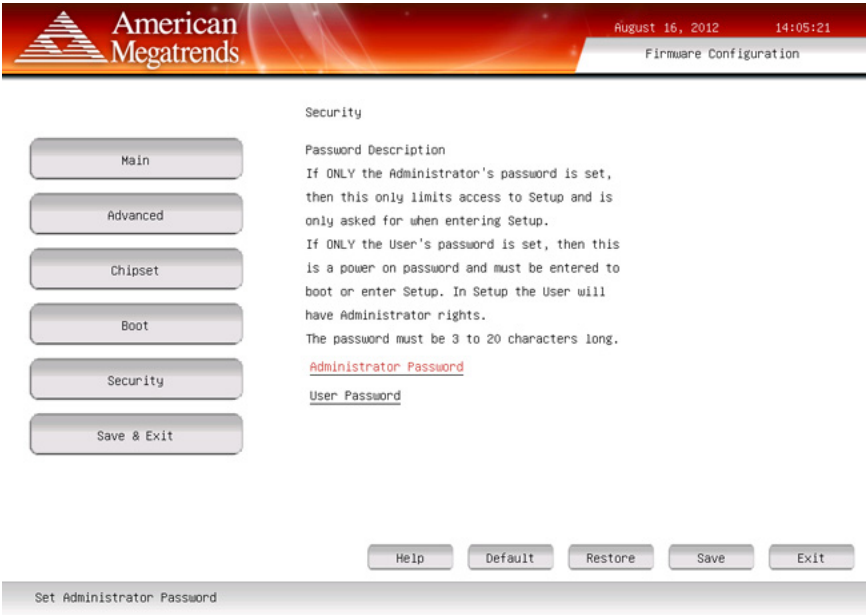 American
Megatrends
August 16, 2012 14:05:21
Firmware Configuration
Main
Advanced
Chipset
Boot
Security
Save & Exit
Security
Password Description
If ONLY the Administrator's password is set,
then this only limits access to Setup and is
only asked for when entering Setup.
If ONLY the User's password is set, then this
is a power on password and must be entered to
boot or enter Setup. In Setup the User will
have Administrator rights.
The password must be 3 to 20 characters long.
Administrator Password
User Password
Help Default Restore Save Exit
Set Administrator Password